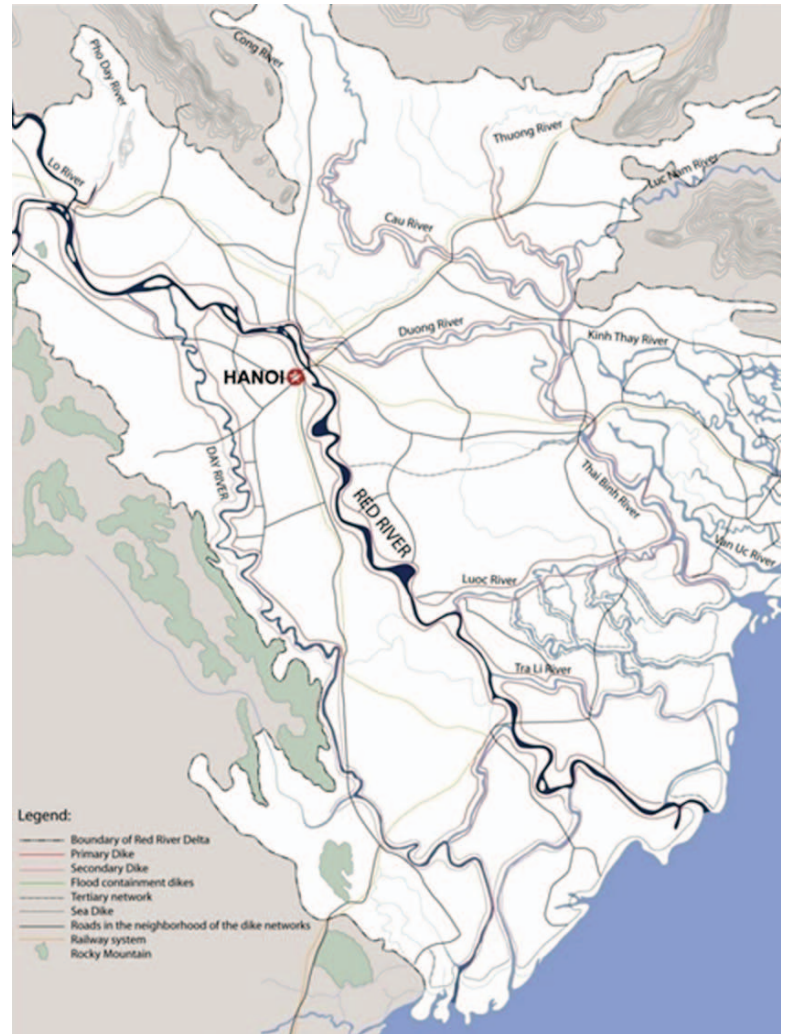 Pho Day River
Cong River
Thuong River
Lo River
Luc Nam River
Cau River
Duong River
Kinh Thay River
HANOI
DAY RIVER
RED RIVER
Thai Binh River
Van Uc River
Luoc River
Tra Li River
Legend:
Boundary of Red River Delta
Primary Dike
Secondary Dike
Flood containment dikes
Tertiary network
Sea Dike
Roads in the neighborhood of the dike networks
Railway system
Rocky Mountain